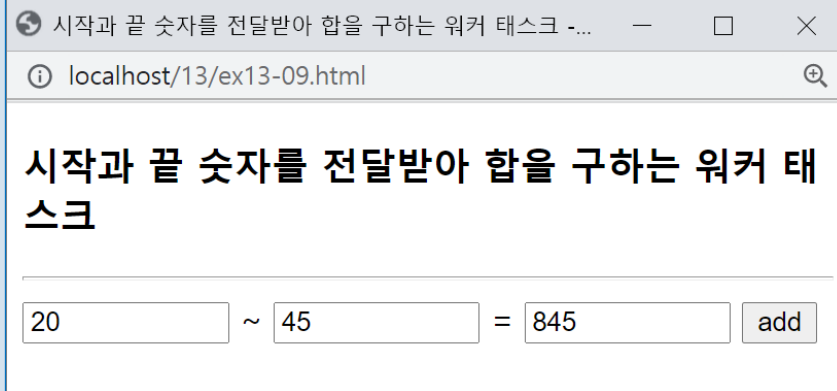 시작과 끝 숫자를 전달받아 합을 구하는 워커 태스크 -...
localhost/13/ex13-09.html
시작과 끝 숫자를 전달받아 합을 구하는 워커 태
스크
20 ~ 45 = 845 add